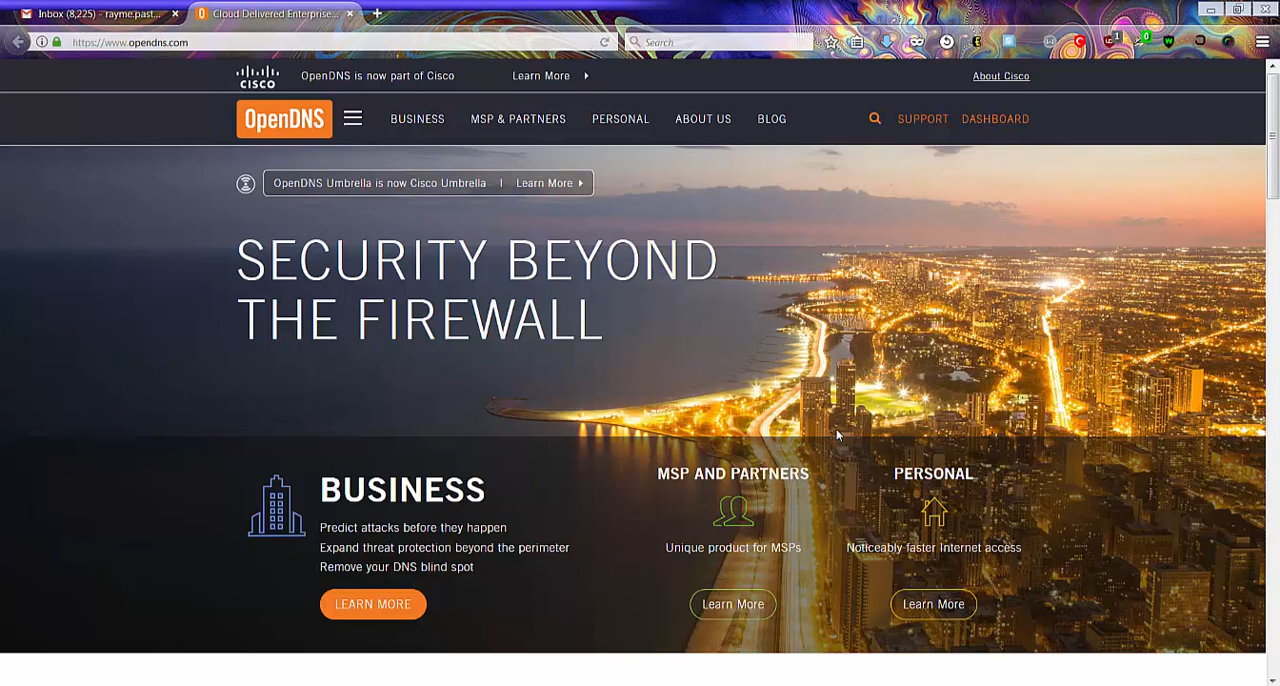 Inbox (8,225) - rayme.past...
Cloud Delivered Enterprise...
https://www.opendns.com
Search
1
0
CISCO
OpenDNS is now part of Cisco
Learn More
About Cisco
OpenDNS
BUSINESS
MSP & PARTNERS
PERSONAL
ABOUT US
BLOG
SUPPORT
DASHBOARD
OpenDNS Umbrella is now Cisco Umbrella | Learn More
SECURITY BEYOND
THE FIREWALL
BUSINESS
Predict attacks before they happen
Expand threat protection beyond the perimeter
Remove your DNS blind spot
LEARN MORE
MSP AND PARTNERS
Unique product for MSPs
Learn More
PERSONAL
Noticeably faster Internet access
Learn More